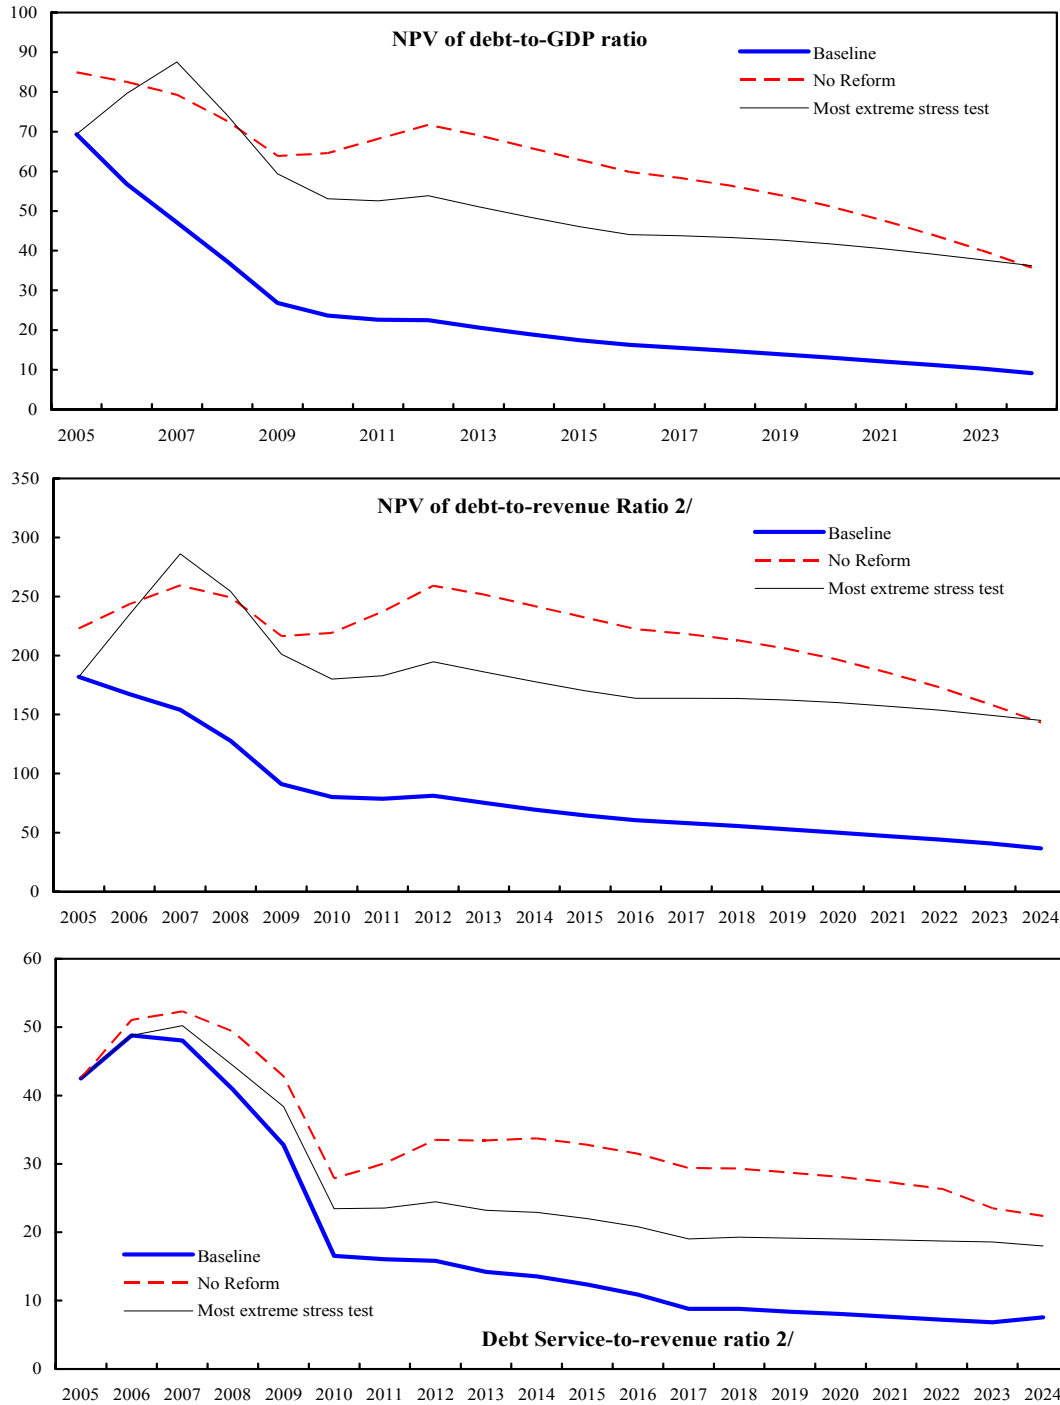 NPV of debt-to-GDP ratio
Baseline
No Reform
Most extreme stress test
100
90
80
70
60
50
40
30
20
10
0
2005 2007 2009 2011 2013 2015 2017 2019 2021 2023
NPV of debt-to-revenue Ratio 2/
Baseline
No Reform
Most extreme stress test
350
300
250
200
150
100
50
0
2005 2006 2007 2008 2009 2010 2011 2012 2013 2014 2015 2016 2017 2018 2019 2020 2021 2022 2023 2024
60
50
40
30
20
10
0
Baseline
No Reform
Most extreme stress test
Debt Service-to-revenue ratio 2/
2005 2006 2007 2008 2009 2010 2011 2012 2013 2014 2015 2016 2017 2018 2019 2020 2021 2022 2023 2024